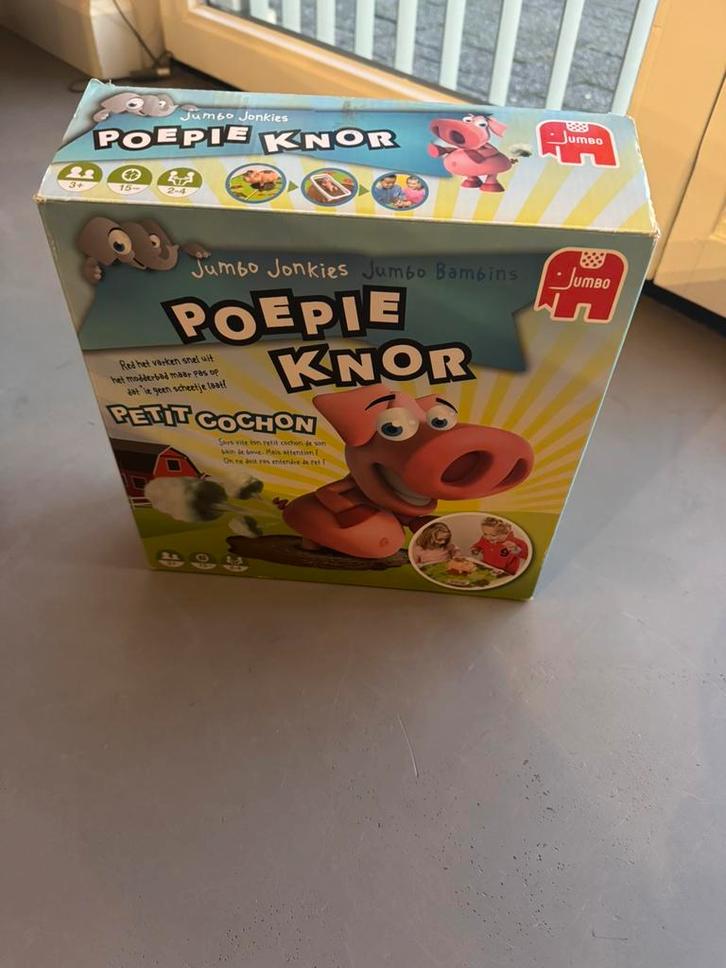 Jumbo Jonkies
POEPIE KNOR
JUMBO
3+
15
2-4
Jumbo Jonkies Jumbo Bambins
JUMBO
POEPIE
KNOR
Red het varken snel uit
het modderbad maar pas op
dat 'ie geen scheetje laat!
PETIT COCHON
Sors vite ton petit cochon de son
bain de boue. Mais attention!
On ne doit pas entendre de pet!